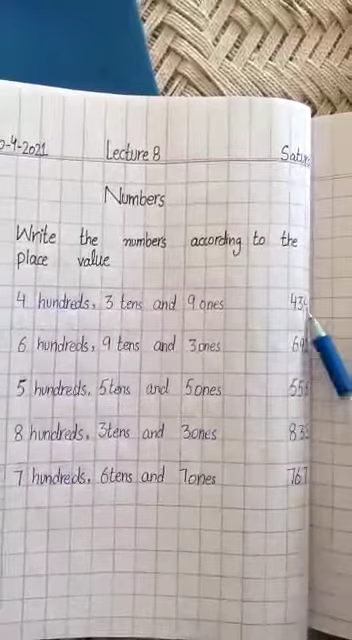 -4-2021 Lecture 8
Numbers
Write the numbers according to the
place value
4 hundreds, 3 tens and 9 ones
6 hundreds, 9 tens and 3 ones
5 hundreds, 5 tens and 5 ones
8 hundreds, 3 tens and 3 ones
7 hundreds, 6 tens and 7 ones 767